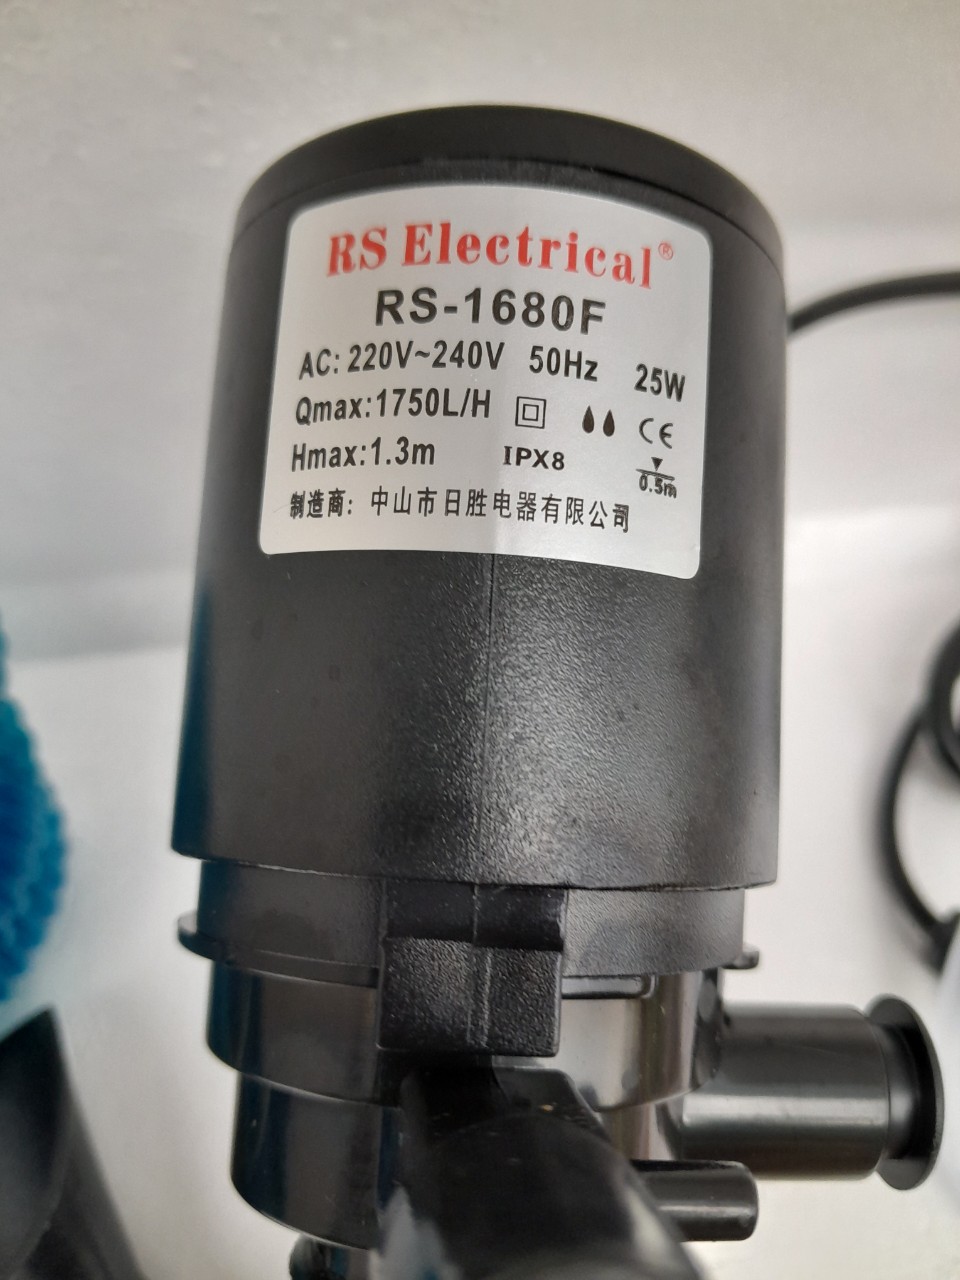 RS Electrical®
RS-1680F
AC: 220V~240V 50Hz 25W
Qmax:1750L/H CE
Hmax:1.3m IPX8 0.5m
制造商：中山市日胜电器有限公司